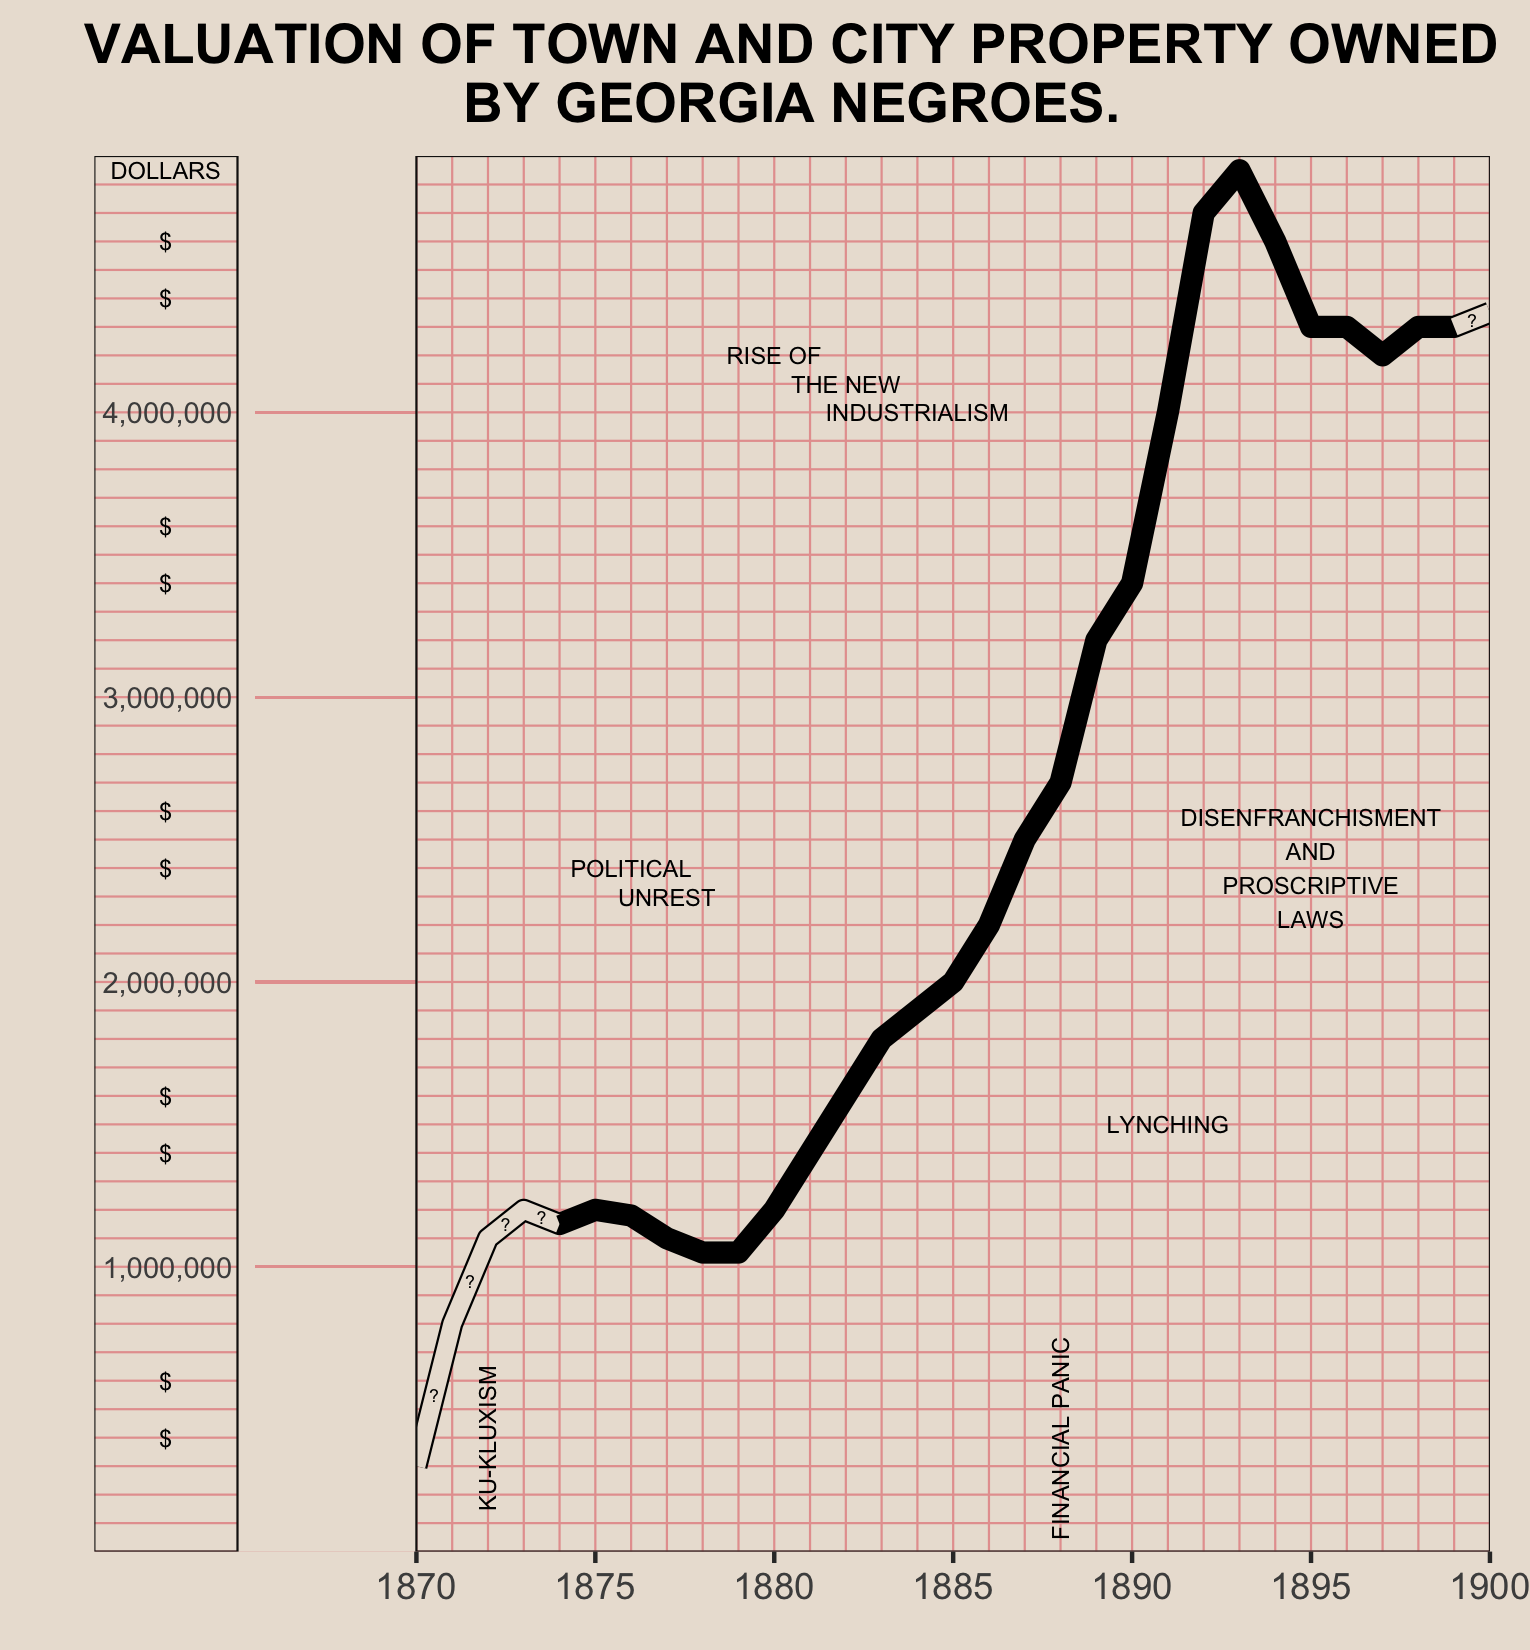 VALUATION OF TOWN AND CITY PROPERTY OWNED
BY GEORGIA NEGROES.
DOLLARS
$
$
4,000,000
$
$
3,000,000
$
$
2,000,000
$
$
1,000,000
$
$
RISE OF
THE NEW
INDUSTRIALISM
POLITICAL
UNREST
DISENFRANCHISMENT
AND
PROSCRIPTIVE
LAWS
LYNCHING
KU-KLUXISM
FINANCIAL PANIC
?
?
?
?
?
1870 1875 1880 1885 1890 1895 1900